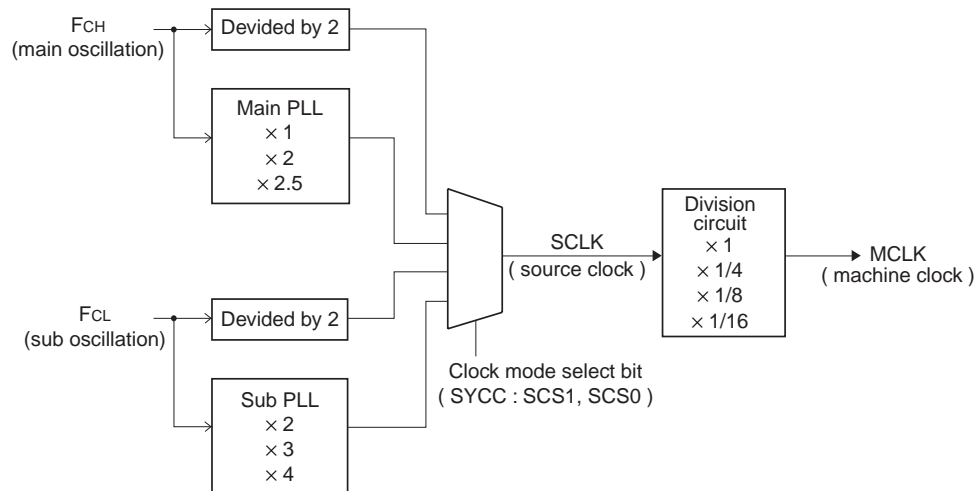 FCH
(main oscillation)
Devided by 2
Main PLL
× 1
× 2
× 2.5
FCL
(sub oscillation)
Devided by 2
Sub PLL
× 2
× 3
× 4
Clock mode select bit
( SYCC : SCS1, SCS0 )
SCLK
( source clock )
Division
circuit
× 1
× 1/4
× 1/8
× 1/16
MCLK
( machine clock )